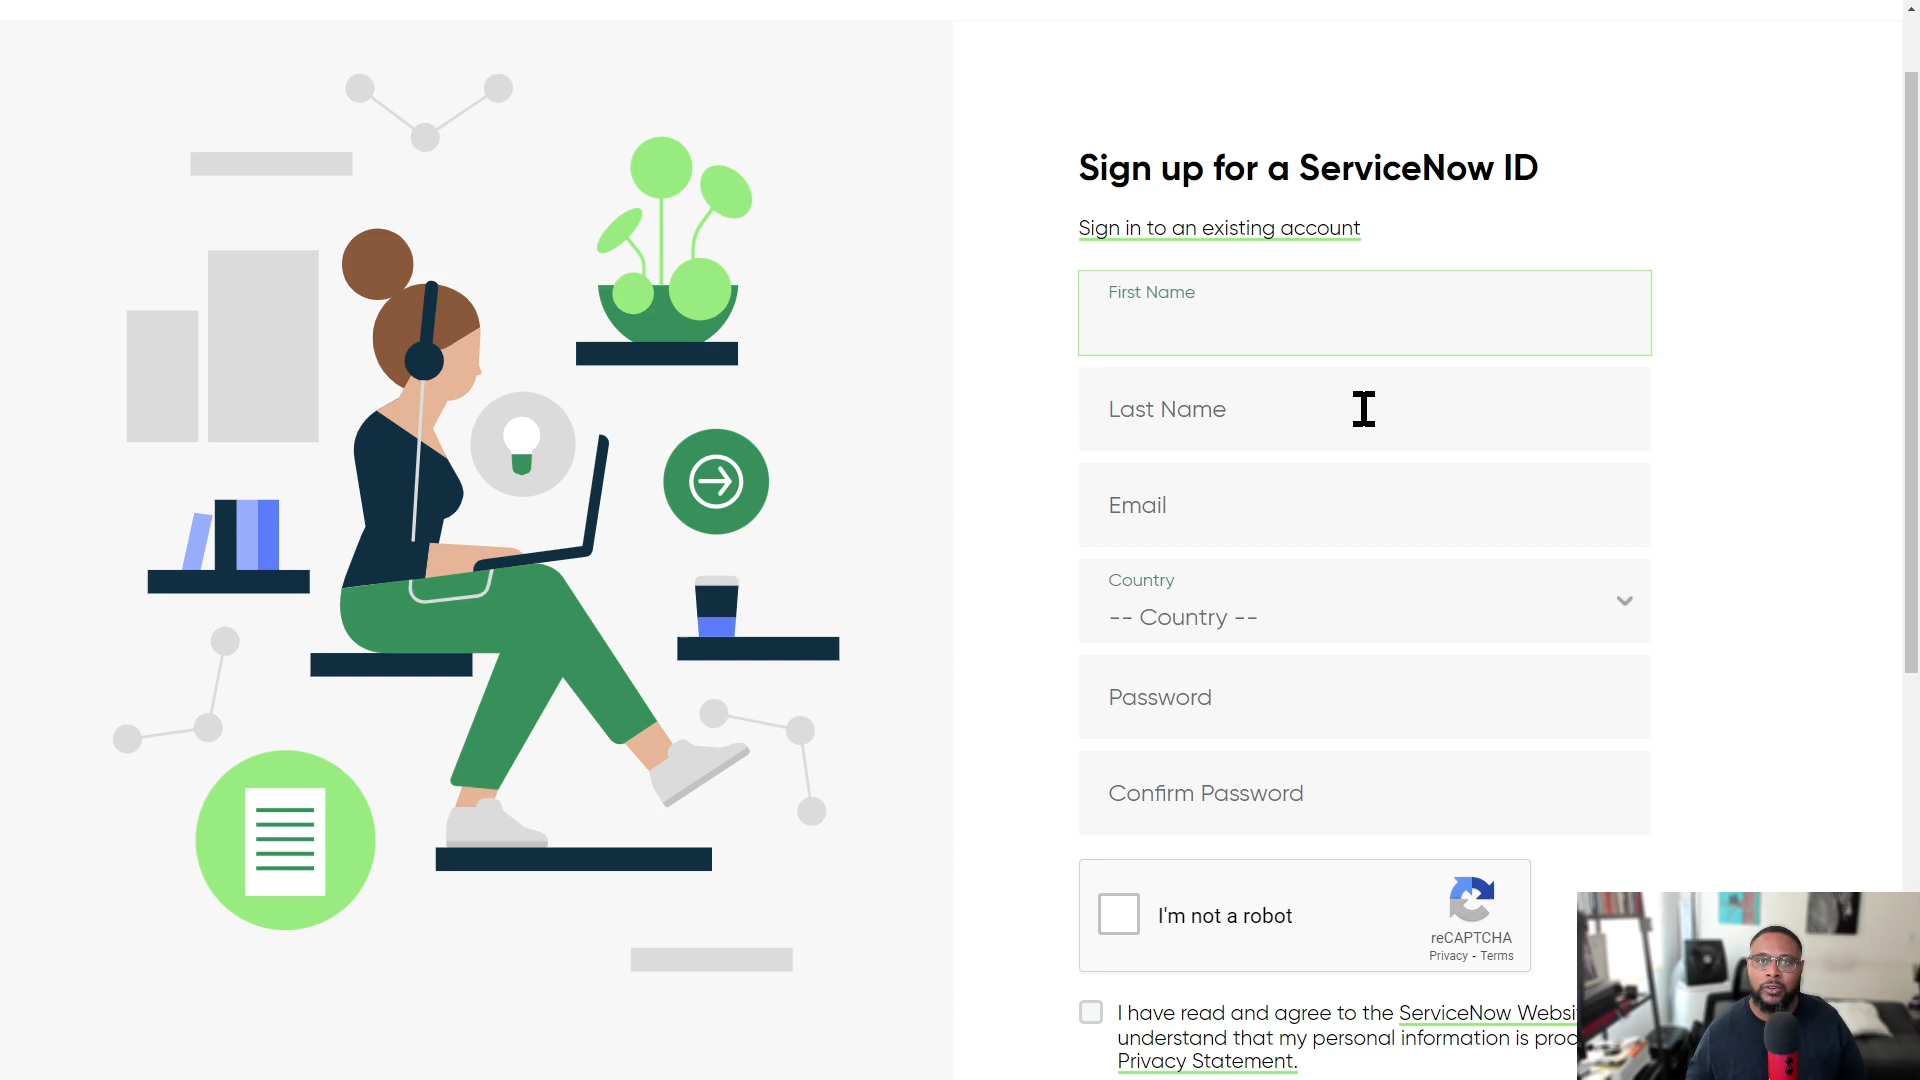 Sign up for a ServiceNow ID
Sign in to an existing account
First Name
Last Name
Email
Country
-- Country --
Password
Confirm Password
I'm not a robot
reCAPTCHA
Privacy - Terms
I have read and agree to the ServiceNow
understand that my personal information is
Privacy Statement.